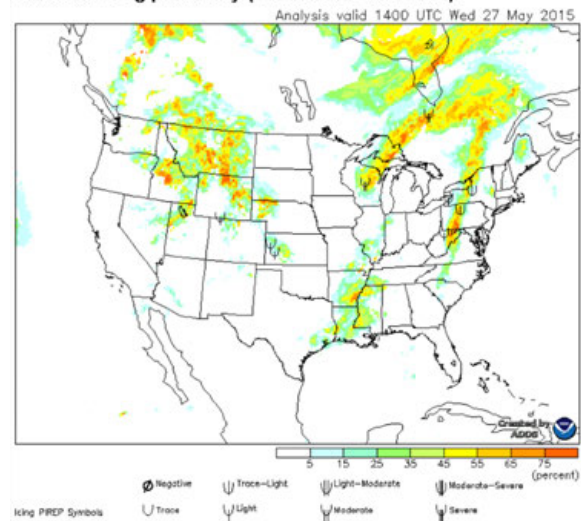 Analysis valid 1400 UTC Wed 27 May 2015
Created by
ADDS
5 15 25 35 45 55 65 75
(percent)
Negative Trace-Light Light-Moderate Moderate-Severe
Icing PIREP Symbols Trace Light Moderate Severe